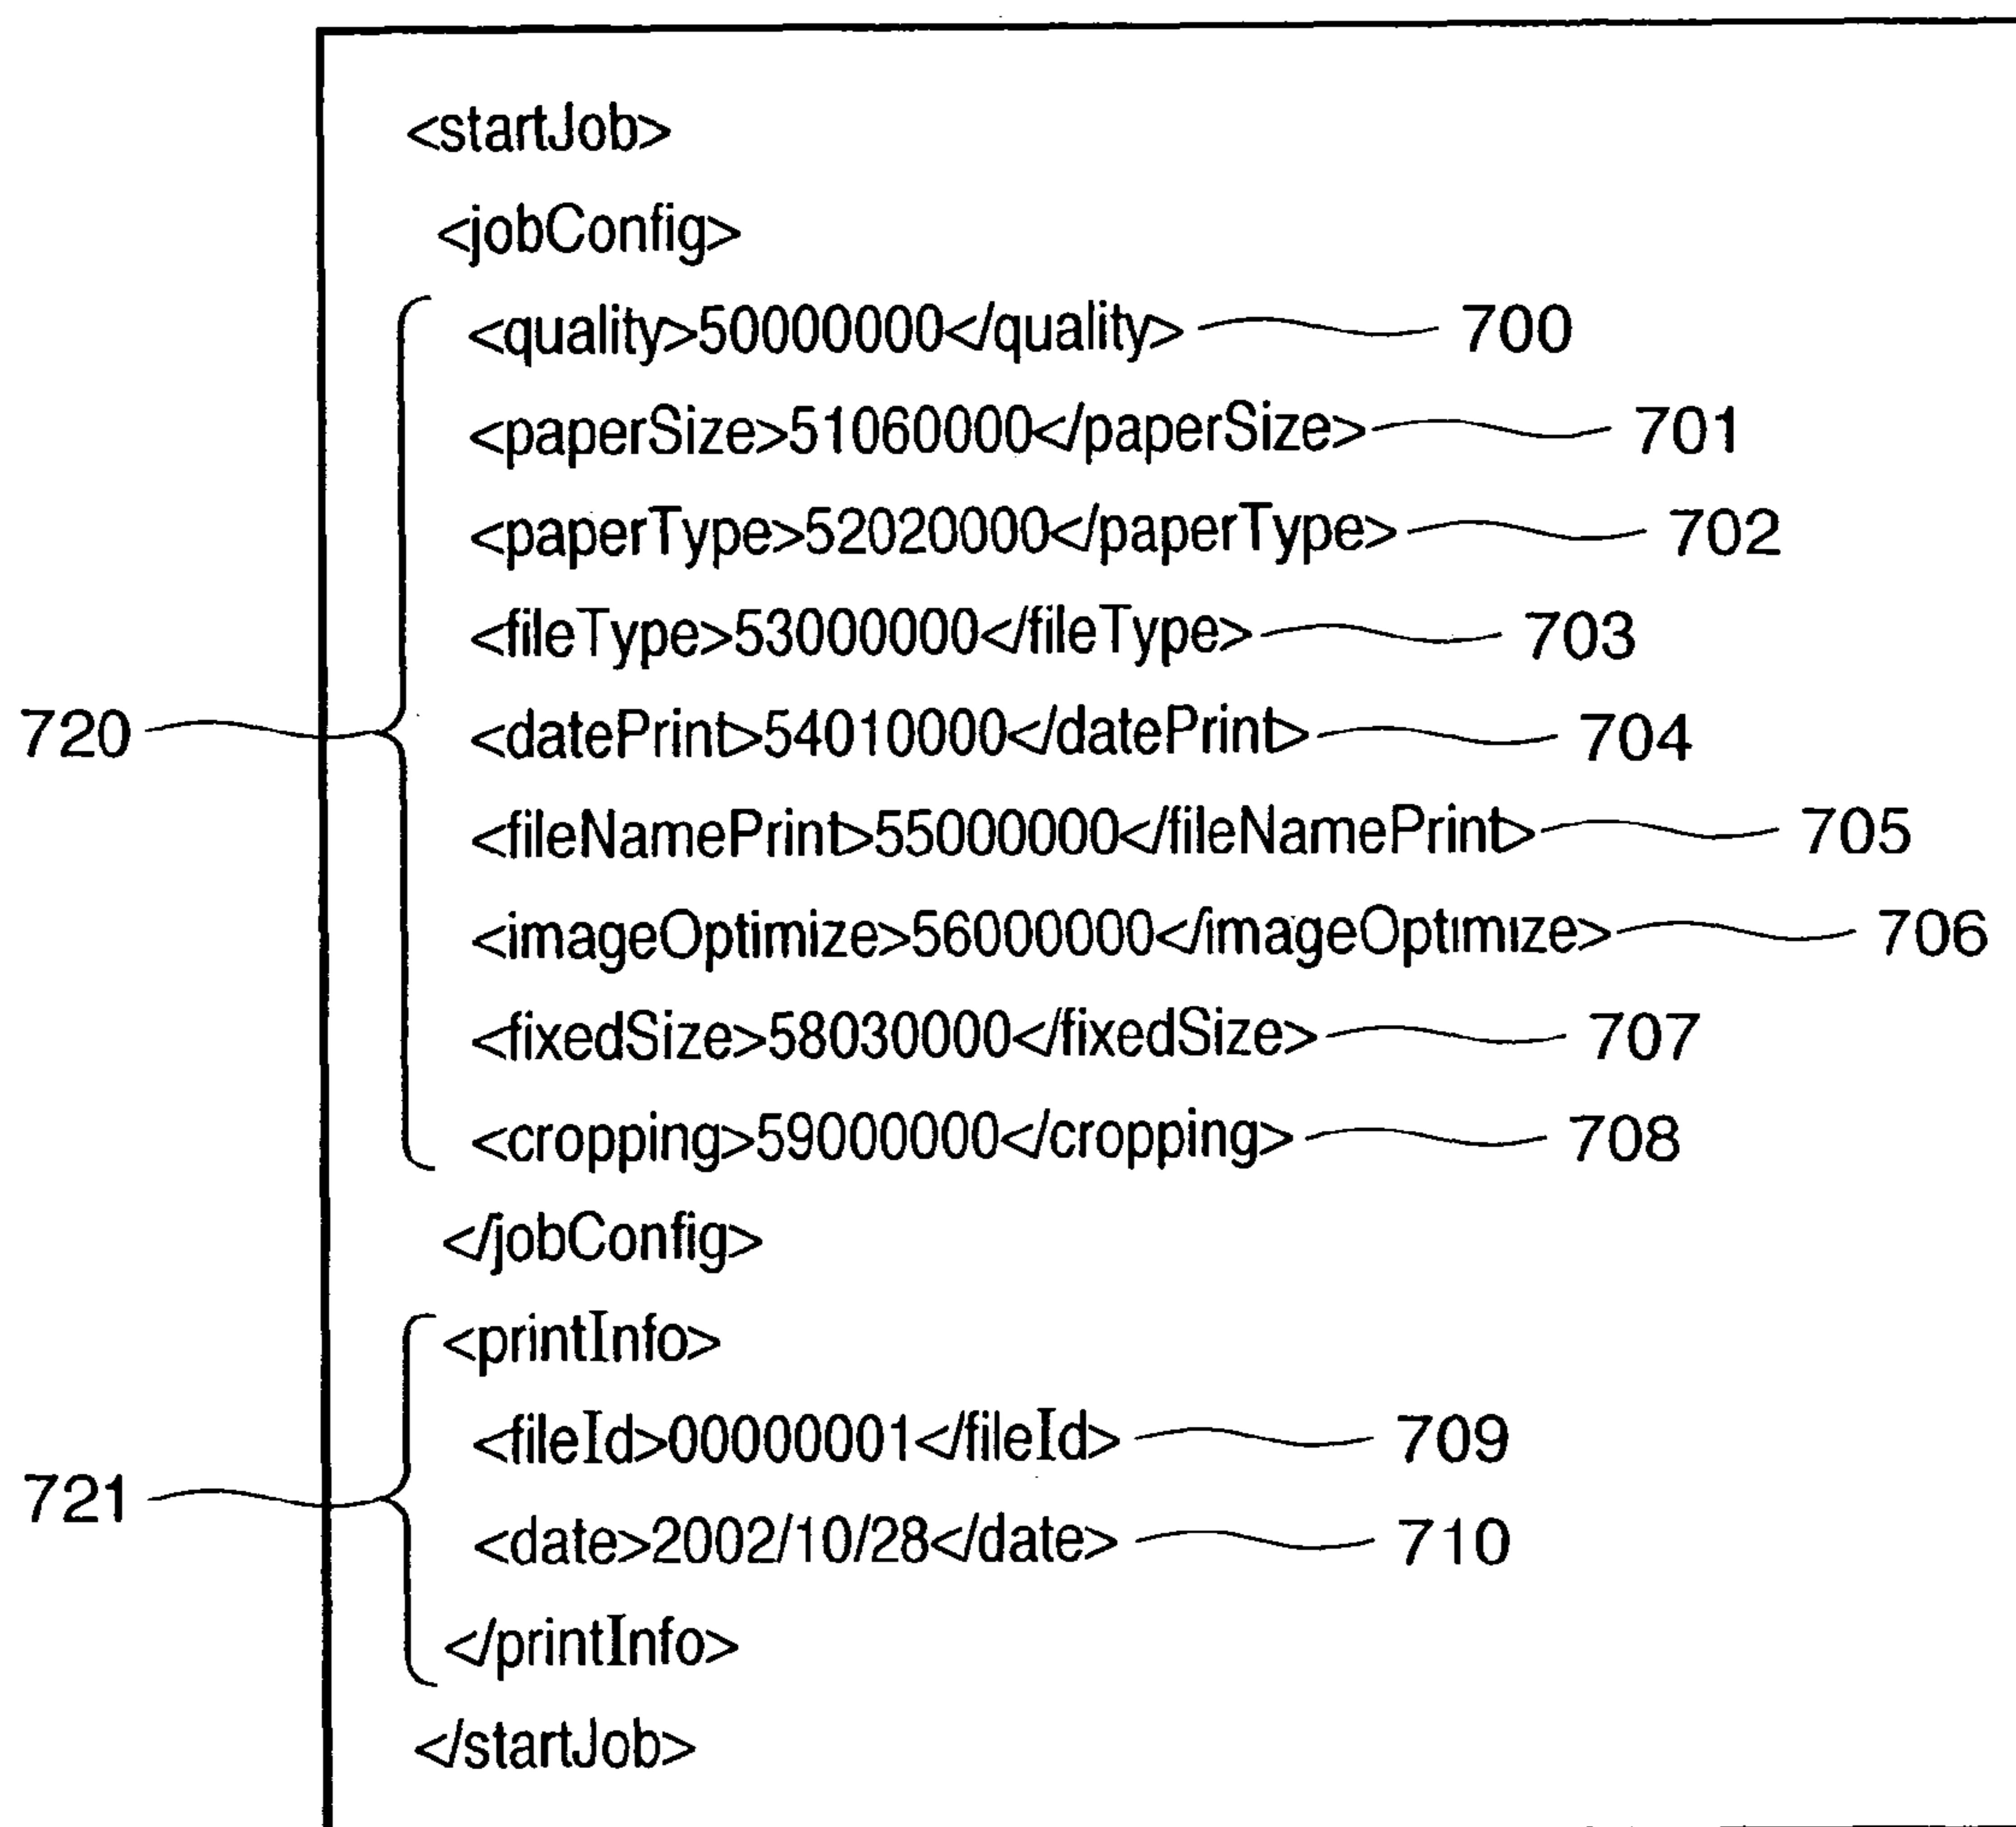 <startJob>
<jobConfig>
<quality>50000000</quality> 700
<paperSize>51060000</paperSize> 701
<paperType>52020000</paperType> 702
<fileType>53000000</fileType> 703
720 <datePrint>54010000</datePrint> 704
<fileNamePrint>55000000</fileNamePrint> 705
<imageOptimize>56000000</imageOptimize> 706
<fixedSize>58030000</fixedSize> 707
<cropping>59000000</cropping> 708
</jobConfig>
<printInfo>
<fileId>00000001</fileId> 709
721 <date>2002/10/28</date> 710
</printInfo>
</startJob>